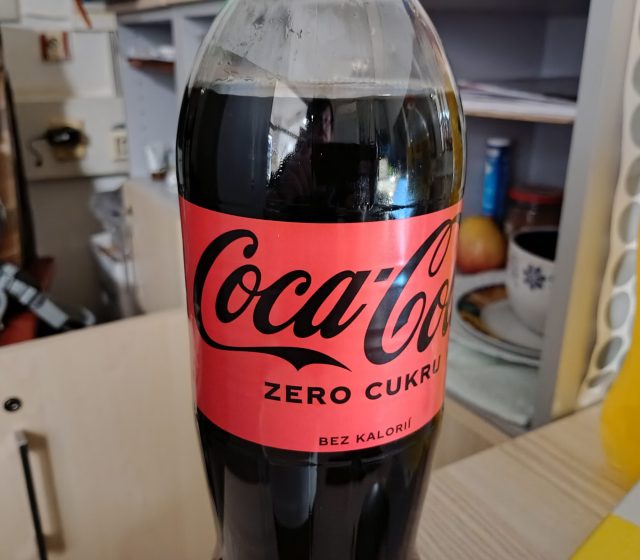 Coca-Co
ZERO CUKRU
BEZ KALORIÍ